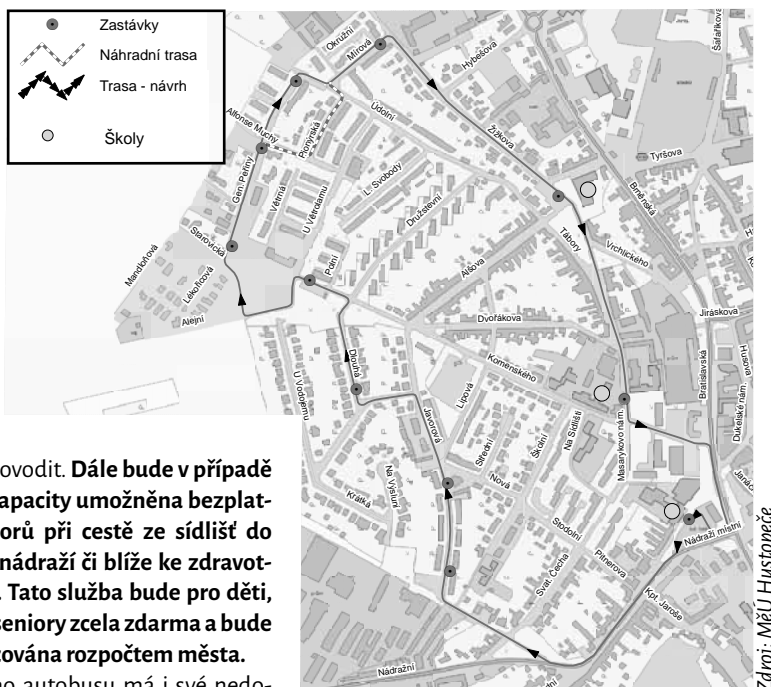 Zastávky
Náhradní trasa
Trasa - návrh
Školy
Okružní
Mírová
Hybešova
Šafaříkova
Alfonse Muchy
Pionýrská
Údolní
Žižkova
Tyršova
Gen. Peřiny
Větrná
U Větrolamu
L. Svobody
Družstevní
Brněnská
Starovická
Tábory
Vrchlického
Mandloňová
Lékořicová
Polní
Alšova
Alejní
Dvořákova
Jiráskova
Komenského
Bratislavská
Husova
Dukelské nám.
U Vodojemu
Dlouhá
Lipová
Javorová
Na Sídlišti
Masarykovo nám.
Střední
Školní
Krátká
Na Výsluní
Nová
Stodolní
Nádraží místní
Pitnerova
Svat. Čecha
Kpt. Jaroše
Nádražní
ovodit. Dále bude v případě
apacity umožněna bezplat-
orů při cestě ze sídlišť do
nádraží či blíže ke zdravot-
. Tato služba bude pro děti,
seniory zcela zdarma a bude
cována rozpočtem města.
no autobusu má i své nedo-
Zdroj: MěÚ Hustopeče